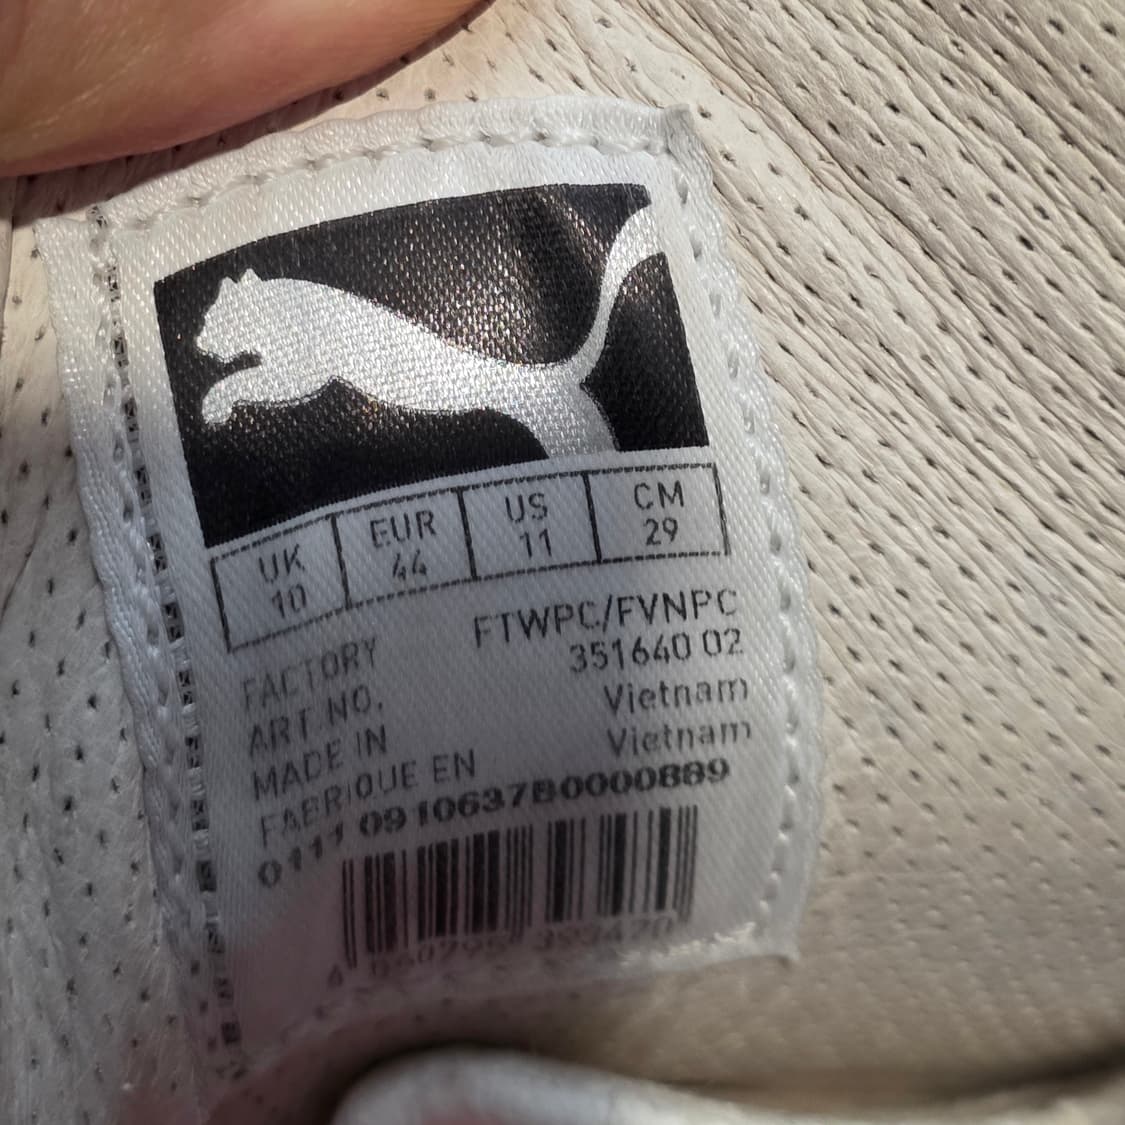 UK EUR US CM
10 44 11 29
FACTORY FTWPC/FVNPC
ART.NO. 351640 02
MADE IN Vietnam
FABRIQUE EN Vietnam
0111 0910637B0000889